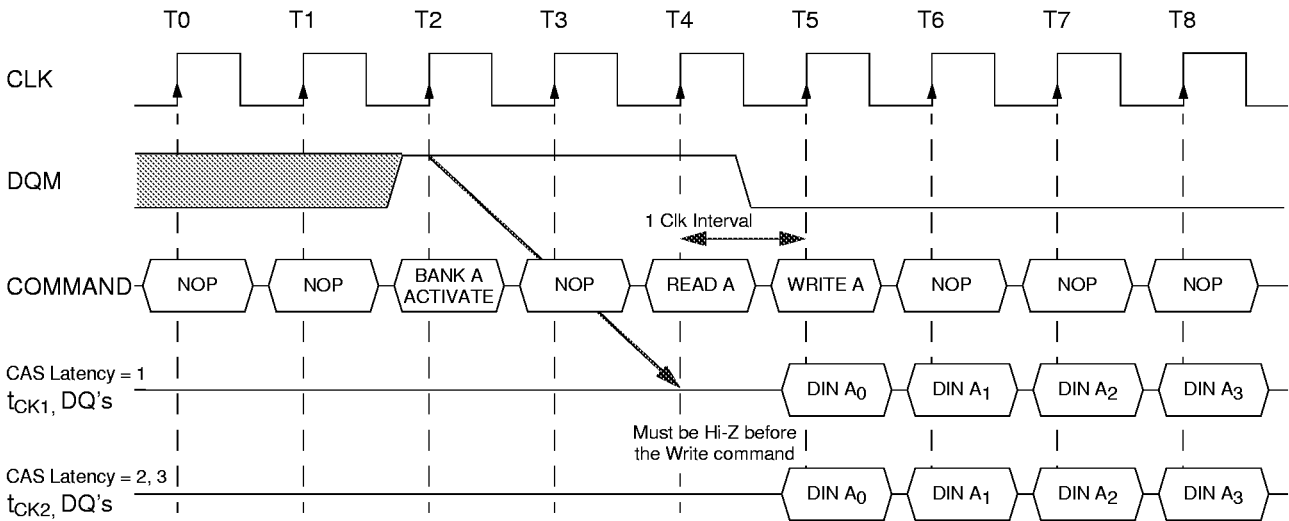 T0 T1 T2 T3 T4 T5 T6 T7 T8
CLK
DQM
1 Clk Interval
COMMAND NOP NOP BANK A ACTIVATE NOP READ A WRITE A NOP NOP NOP
CAS Latency = 1
tCK1, DQ's DIN A0 DIN A1 DIN A2 DIN A3
Must be Hi-Z before
the Write command
CAS Latency = 2, 3
tCK2, DQ's DIN A0 DIN A1 DIN A2 DIN A3